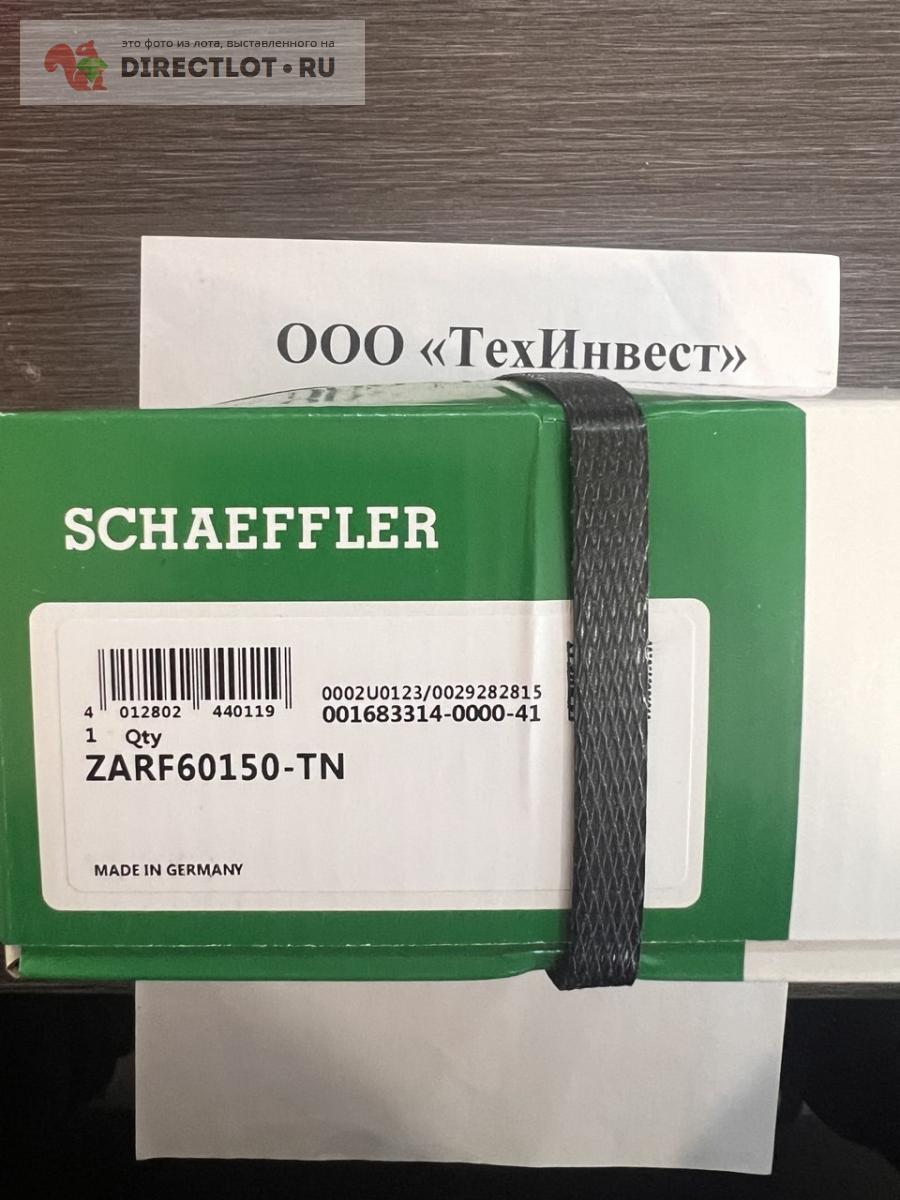 это фото из лота, выставленного на
DIRECTLOT•RU
ООО «ТехИнвест»
SCHAEFFLER
4 012802 440119
0002U0123/0029282815
001683314-0000-41
1 Qty
ZARF60150-TN
MADE IN GERMANY